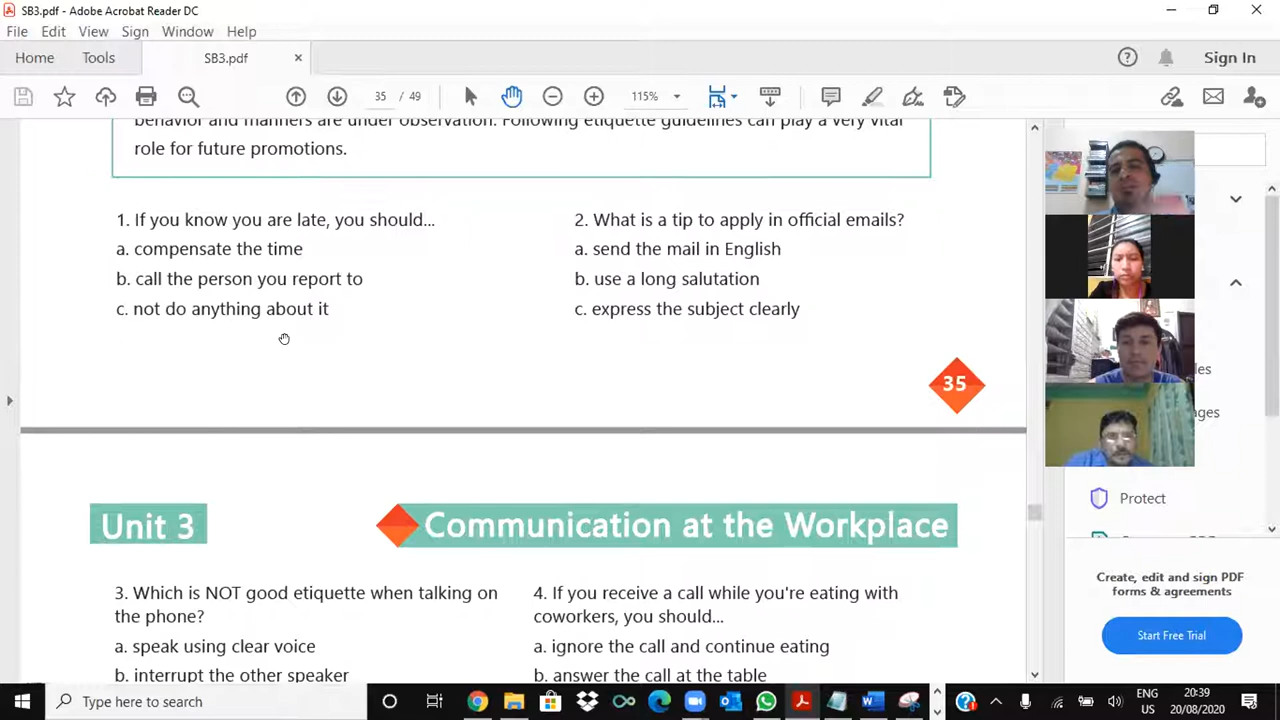 SB3.pdf - Adobe Acrobat Reader DC
File Edit View Sign Window Help
Home Tools SB3.pdf × Sign In
35 / 49 115%
behavior and manners are under observation. Following etiquette guidelines can play a very vital
role for future promotions.
1. If you know you are late, you should...
a. compensate the time
b. call the person you report to
c. not do anything about it
2. What is a tip to apply in official emails?
a. send the mail in English
b. use a long salutation
c. express the subject clearly
35
Unit 3 Communication at the Workplace
3. Which is NOT good etiquette when talking on
the phone?
a. speak using clear voice
b. interrupt the other speaker
4. If you receive a call while you're eating with
coworkers, you should...
a. ignore the call and continue eating
b. answer the call at the table
Protect
Create, edit and sign PDF
forms & agreements
Start Free Trial
Type here to search
ENG
US
20:39
20/08/2020